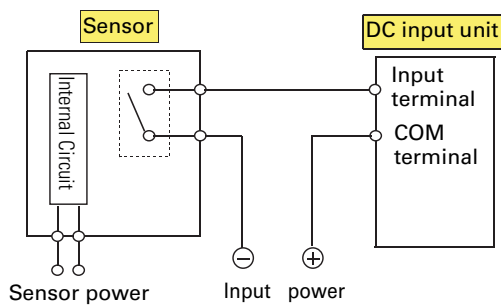 Sensor
DC input unit
Internal Circuit
Input
terminal
COM
terminal
Sensor power
Input power